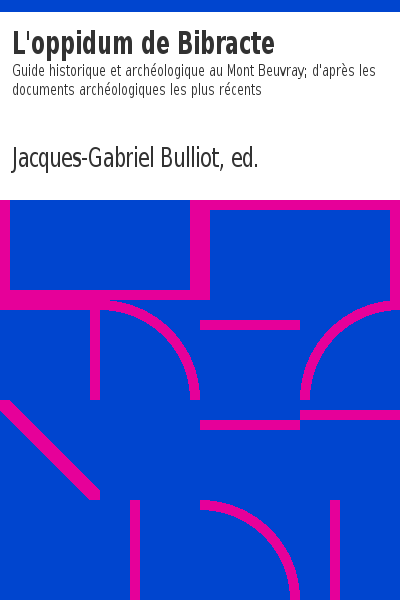 L'oppidum de Bibracte
Guide historique et archéologique au Mont Beuvray; d'après les
documents archéologiques les plus récents
Jacques-Gabriel Bulliot, ed.